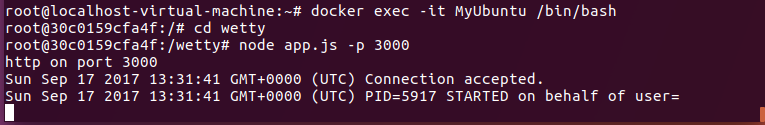 root@localhost-virtual-machine:~# docker exec -it MyUbuntu /bin/bash
root@30c0159cfa4f:/# cd wetty
root@30c0159cfa4f:/wetty# node app.js -p 3000
http on port 3000
Sun Sep 17 2017 13:31:41 GMT+0000 (UTC) Connection accepted.
Sun Sep 17 2017 13:31:41 GMT+0000 (UTC) PID=5917 STARTED on behalf of user=